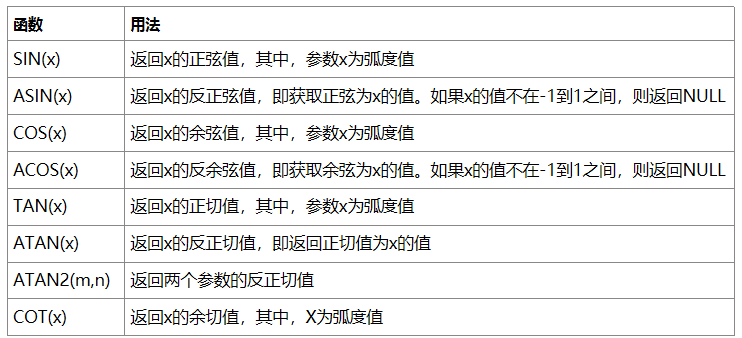 函数 用法
SIN(x) 返回x的正弦值，其中，参数x为弧度值
ASIN(x) 返回x的反正弦值，即获取正弦为x的值。如果x的值不在-1到1之间，则返回NULL
COS(x) 返回x的余弦值，其中，参数x为弧度值
ACOS(x) 返回x的反余弦值，即获取余弦为x的值。如果x的值不在-1到1之间，则返回NULL
TAN(x) 返回x的正切值，其中，参数x为弧度值
ATAN(x) 返回x的反正切值，即返回正切值为x的值
ATAN2(m,n) 返回两个参数的反正切值
COT(x) 返回x的余切值，其中，X为弧度值